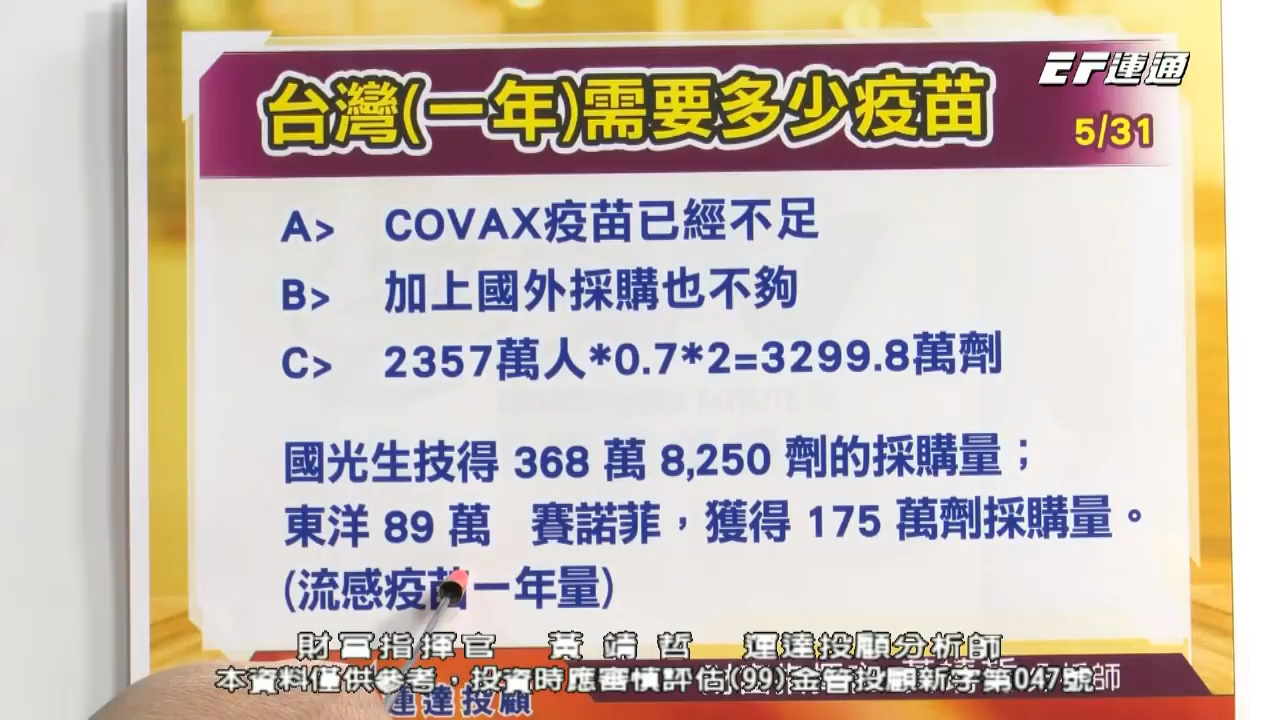 EF運通
台灣(一年)需要多少疫苗
5/31
A> COVAX疫苗已經不足
B> 加上國外採購也不夠
C> 2357萬人*0.7*2=3299.8萬劑
國光生技得 368 萬 8,250 劑的採購量；
東洋 89 萬 賽諾菲，獲得 175 萬劑採購量。
(流感疫苗一年量)
財富指揮官 黃靖哲 運達投顧分析師
本資料僅供參考，投資時應審慎評估(99)金管投顧新字第047號
運達投顧